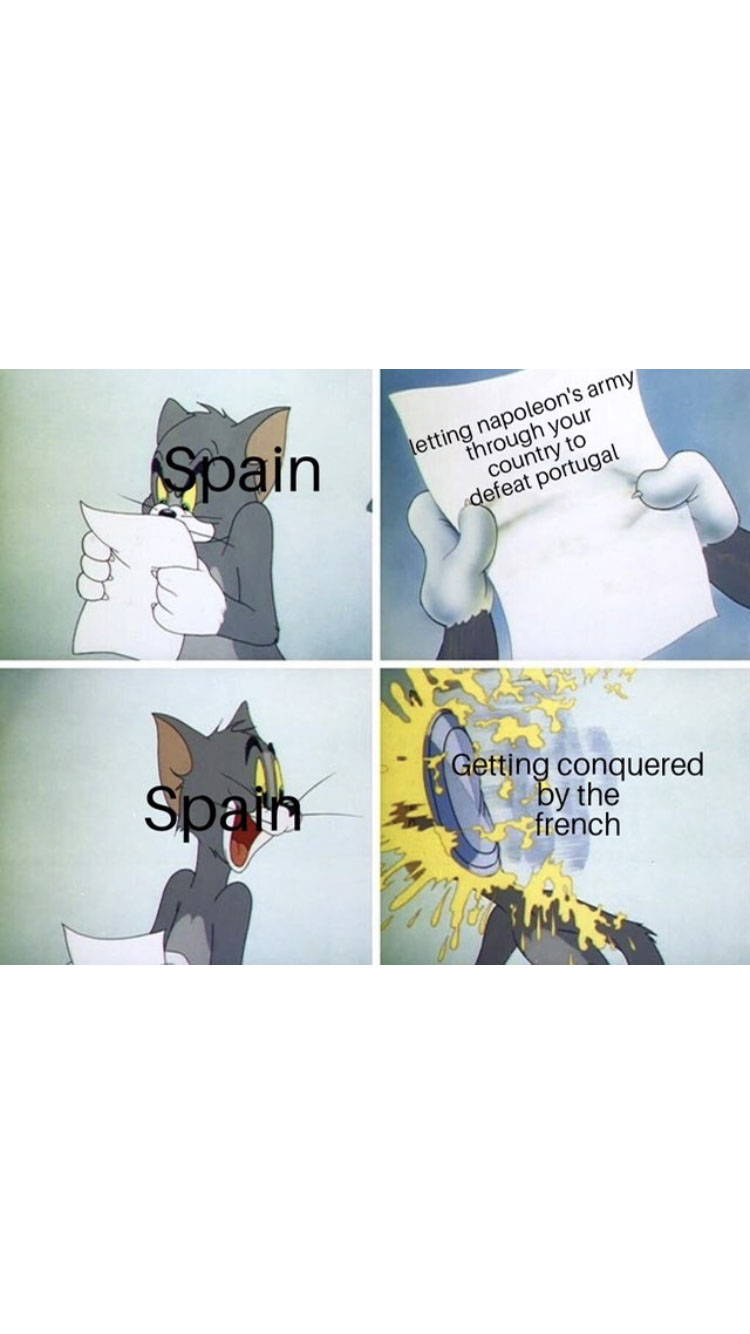 Spain
letting napoleon's army
through your
country to
defeat portugal
Spain
Getting conquered
by the
french